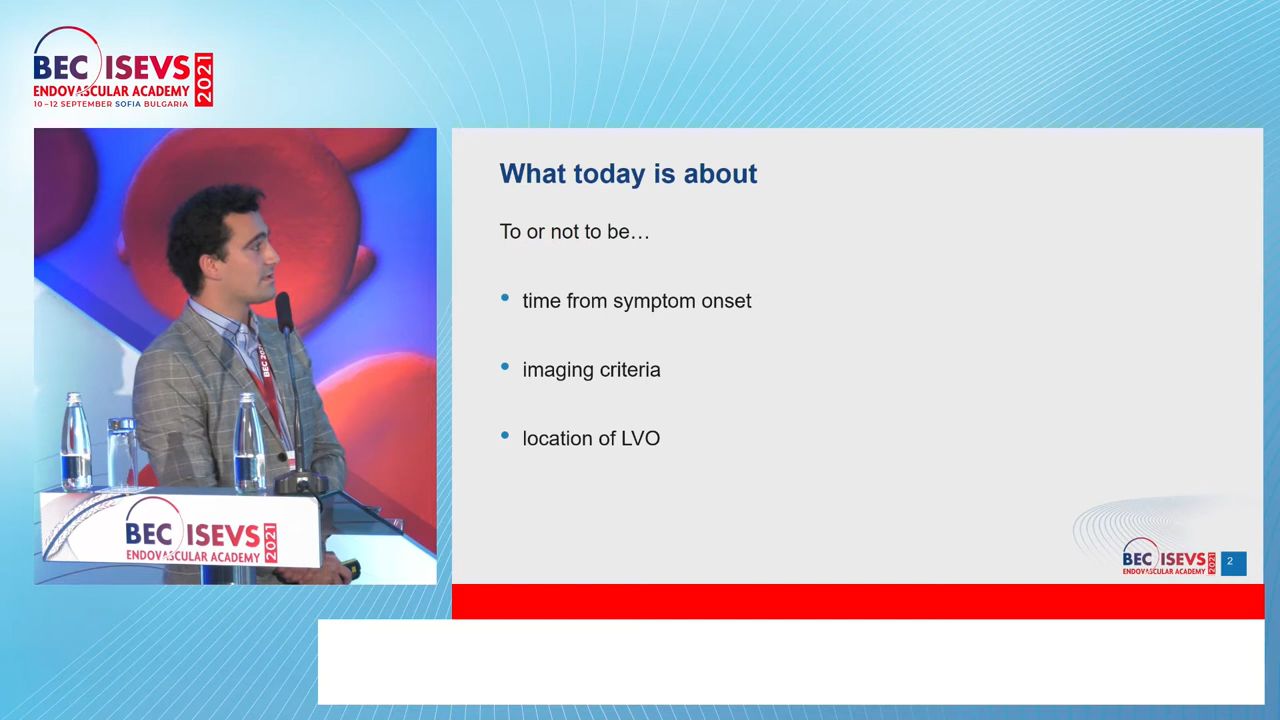 BEC ISEVS 2021
ENDOVASCULAR ACADEMY
10–12 SEPTEMBER SOFIA BULGARIA
What today is about
To or not to be…
• time from symptom onset
• imaging criteria
• location of LVO
BEC 202
BEC ISEVS 2021
ENDOVASCULAR ACADEMY
BEC ISEVS 2021
ENDOVASCULAR ACADEMY
2